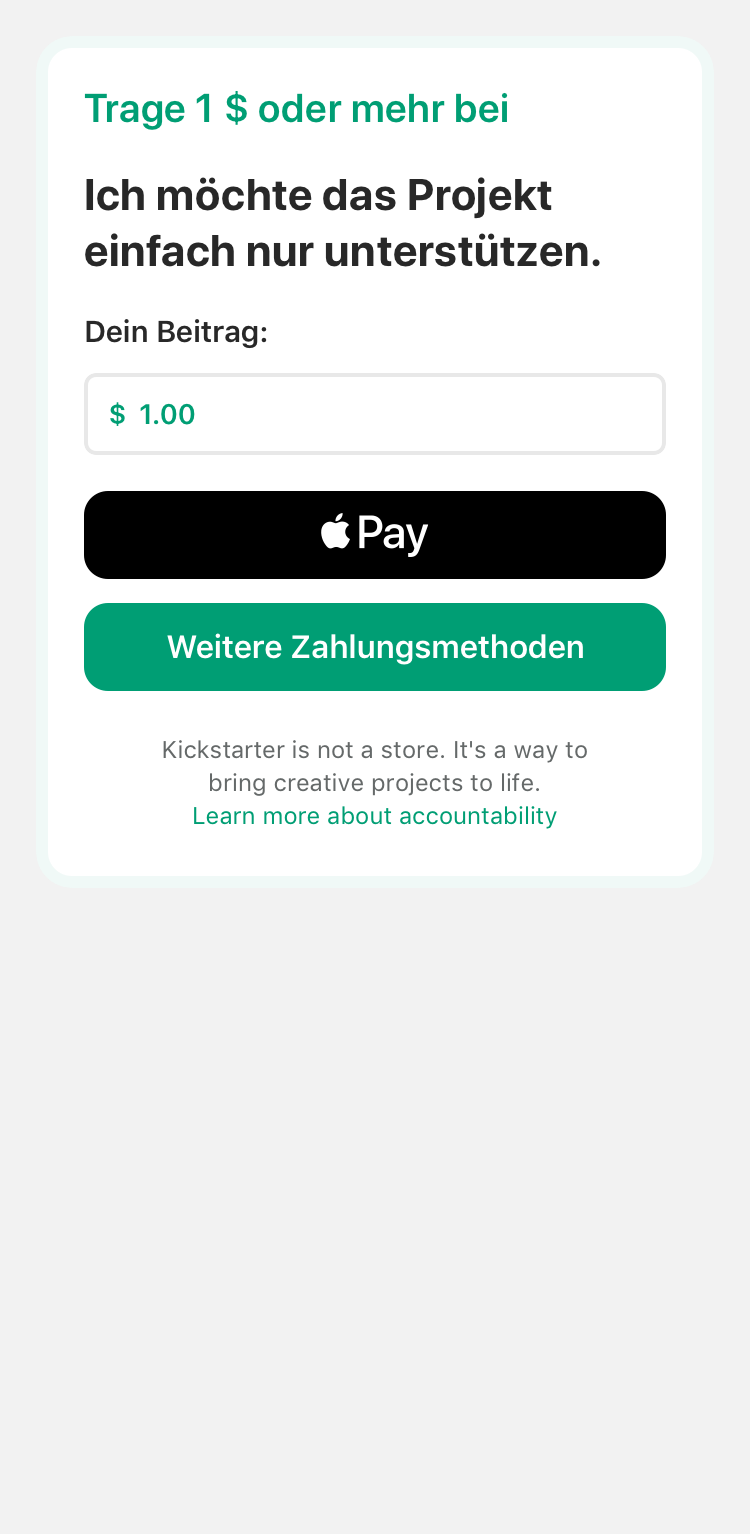 Trage 1 $ oder mehr bei
Ich möchte das Projekt
einfach nur unterstützen.
Dein Beitrag:
$ 1.00
Pay
Weitere Zahlungsmethoden
Kickstarter is not a store. It's a way to
bring creative projects to life.
Learn more about accountability